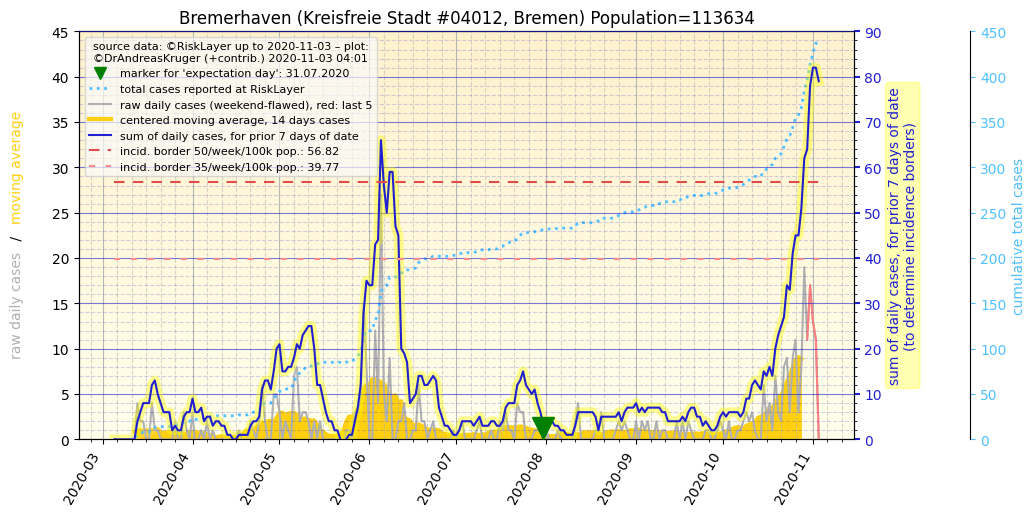 Bremerhaven (Kreisfreie Stadt #04012, Bremen) Population=113634
source data: ©RiskLayer up to 2020-11-03 – plot:
©DrAndreasKruger (+contrib.) 2020-11-03 04:01
marker for 'expectation day': 31.07.2020
total cases reported at RiskLayer
raw daily cases (weekend-flawed), red: last 5
centered moving average, 14 days cases
sum of daily cases, for prior 7 days of date
incid. border 50/week/100k pop.: 56.82
incid. border 35/week/100k pop.: 39.77
raw daily cases / moving average
45
40
35
30
25
20
15
10
5
0
2020-03
2020-04
2020-05
2020-06
2020-07
2020-08
2020-09
2020-10
2020-11
90
80
70
60
50
40
30
20
10
0
sum of daily cases, for prior 7 days of date
(to determine incidence borders)
450
400
350
300
250
200
150
100
50
0
cumulative total cases